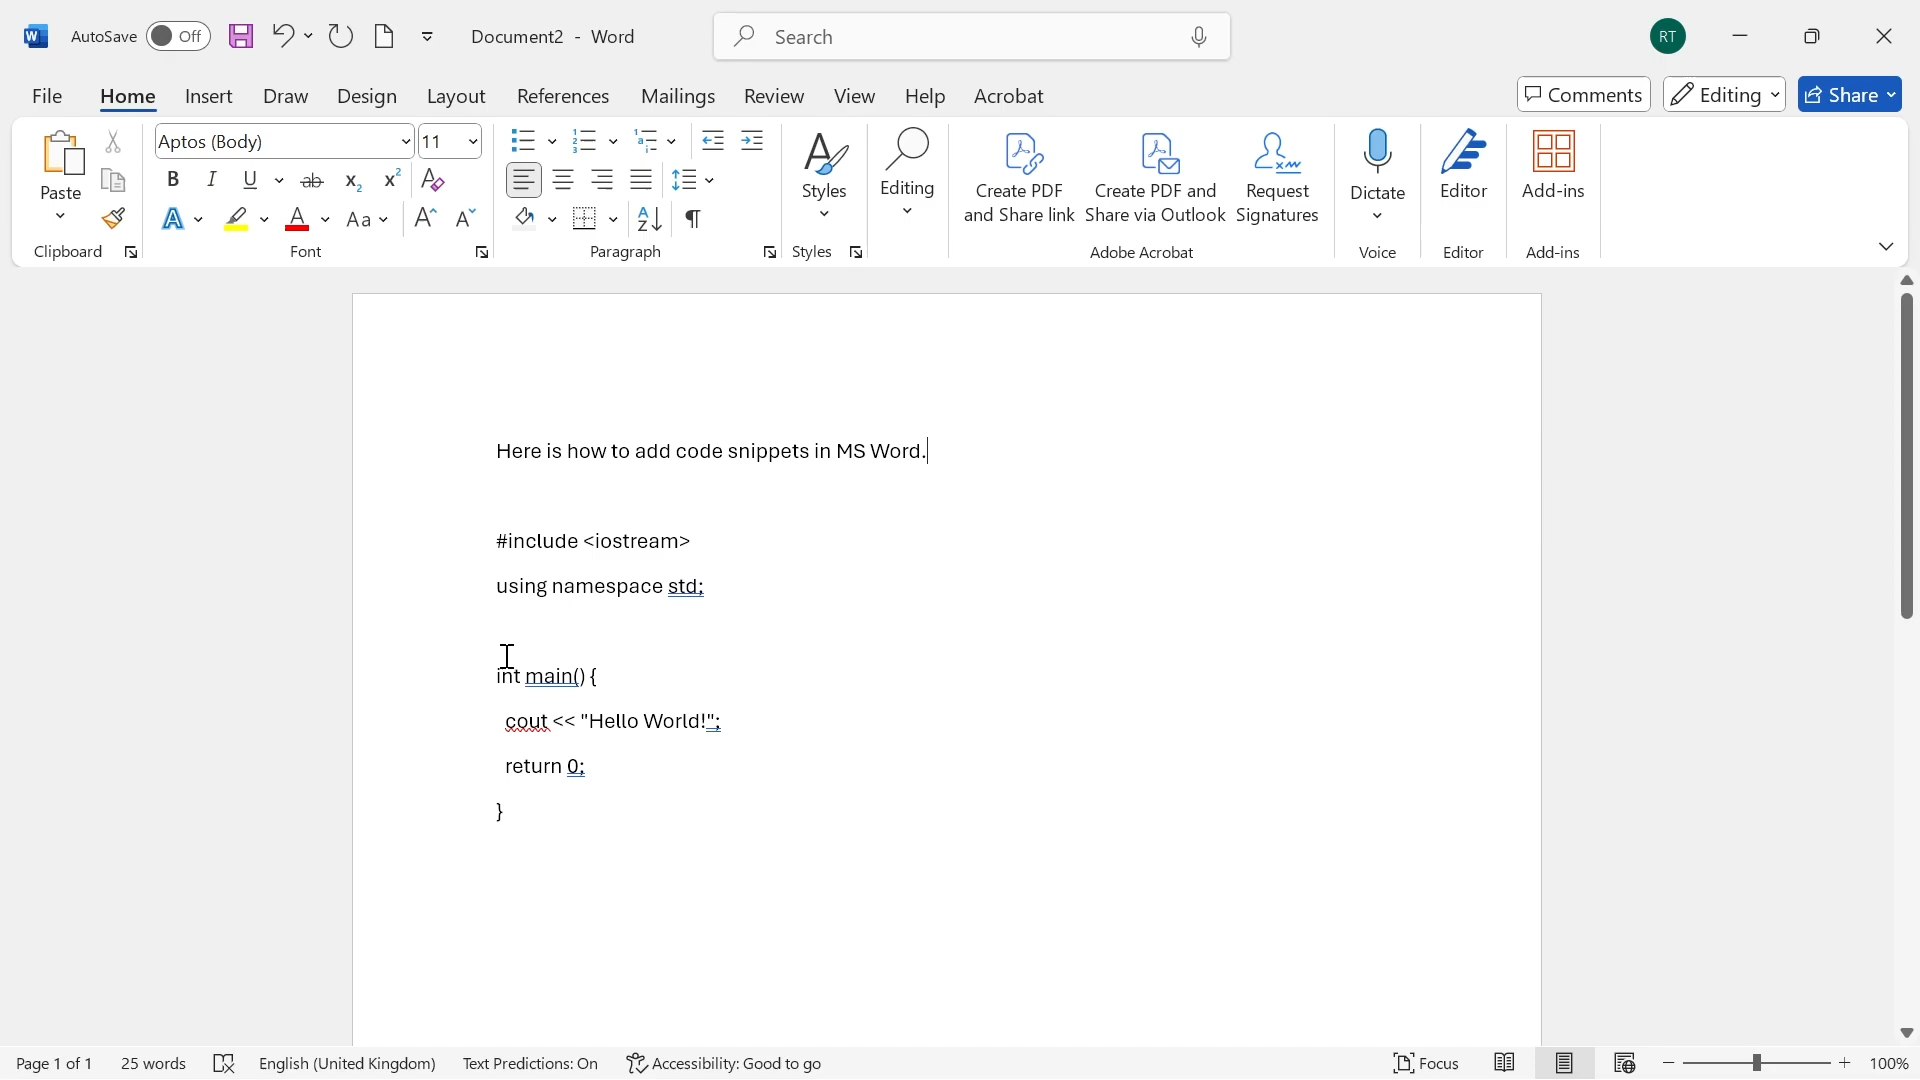 W AutoSave Off Document2 - Word Search RT
File Home Insert Draw Design Layout References Mailings Review View Help Acrobat Comments Editing Share
Aptos (Body) 11
Paste B I U ab x₂ x² Styles Editing Create PDF and Share link Create PDF and Share via Outlook Request Signatures Dictate Editor Add-ins
A A Aa A A A Z ¶
Clipboard Font Paragraph Styles Adobe Acrobat Voice Editor Add-ins
Here is how to add code snippets in MS Word.
#include <iostream>
using namespace std;
int main() {
cout << "Hello World!";
return 0;
}
Page 1 of 1 25 words English (United Kingdom) Text Predictions: On Accessibility: Good to go Focus 100%